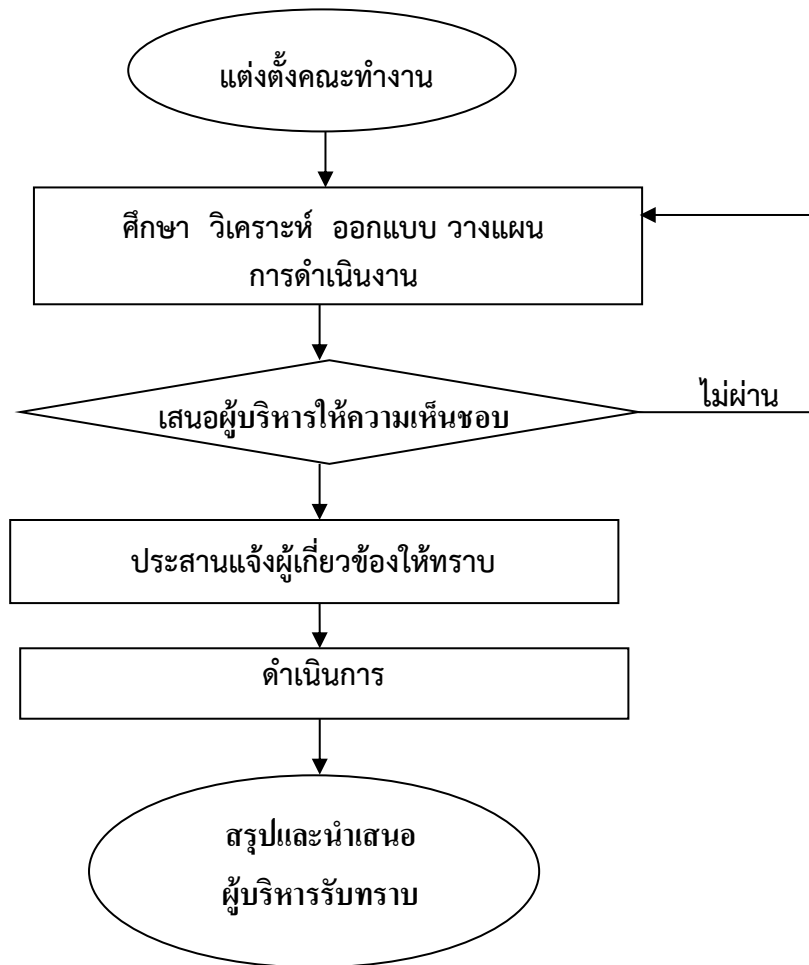 แต่งตั้งคณะทำงาน
ศึกษา วิเคราะห์ ออกแบบ วางแผน
การดำเนินงาน
เสนอผู้บริหารให้ความเห็นชอบ
ไม่ผ่าน
ประสานแจ้งผู้เกี่ยวข้องให้ทราบ
ดำเนินการ
สรุปและนำเสนอ
ผู้บริหารรับทราบ